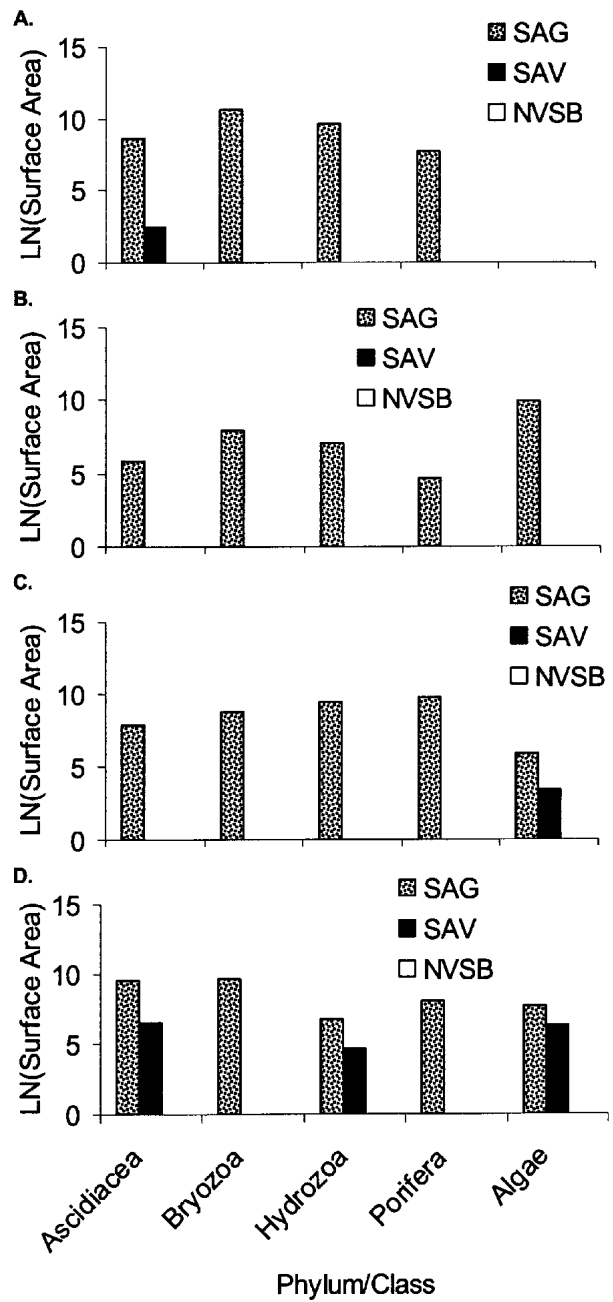 A.
SAG
SAV
NVSB
15
10
5
0
LN(Surface Area)
B.
SAG
SAV
NVSB
15
10
5
0
LN(Surface Area)
C.
SAG
SAV
NVSB
15
10
5
0
LN(Surface Area)
D.
SAG
SAV
NVSB
15
10
5
0
LN(Surface Area)
Ascidiacea
Bryozoa
Hydrozoa
Porifera
Algae
Phylum/Class